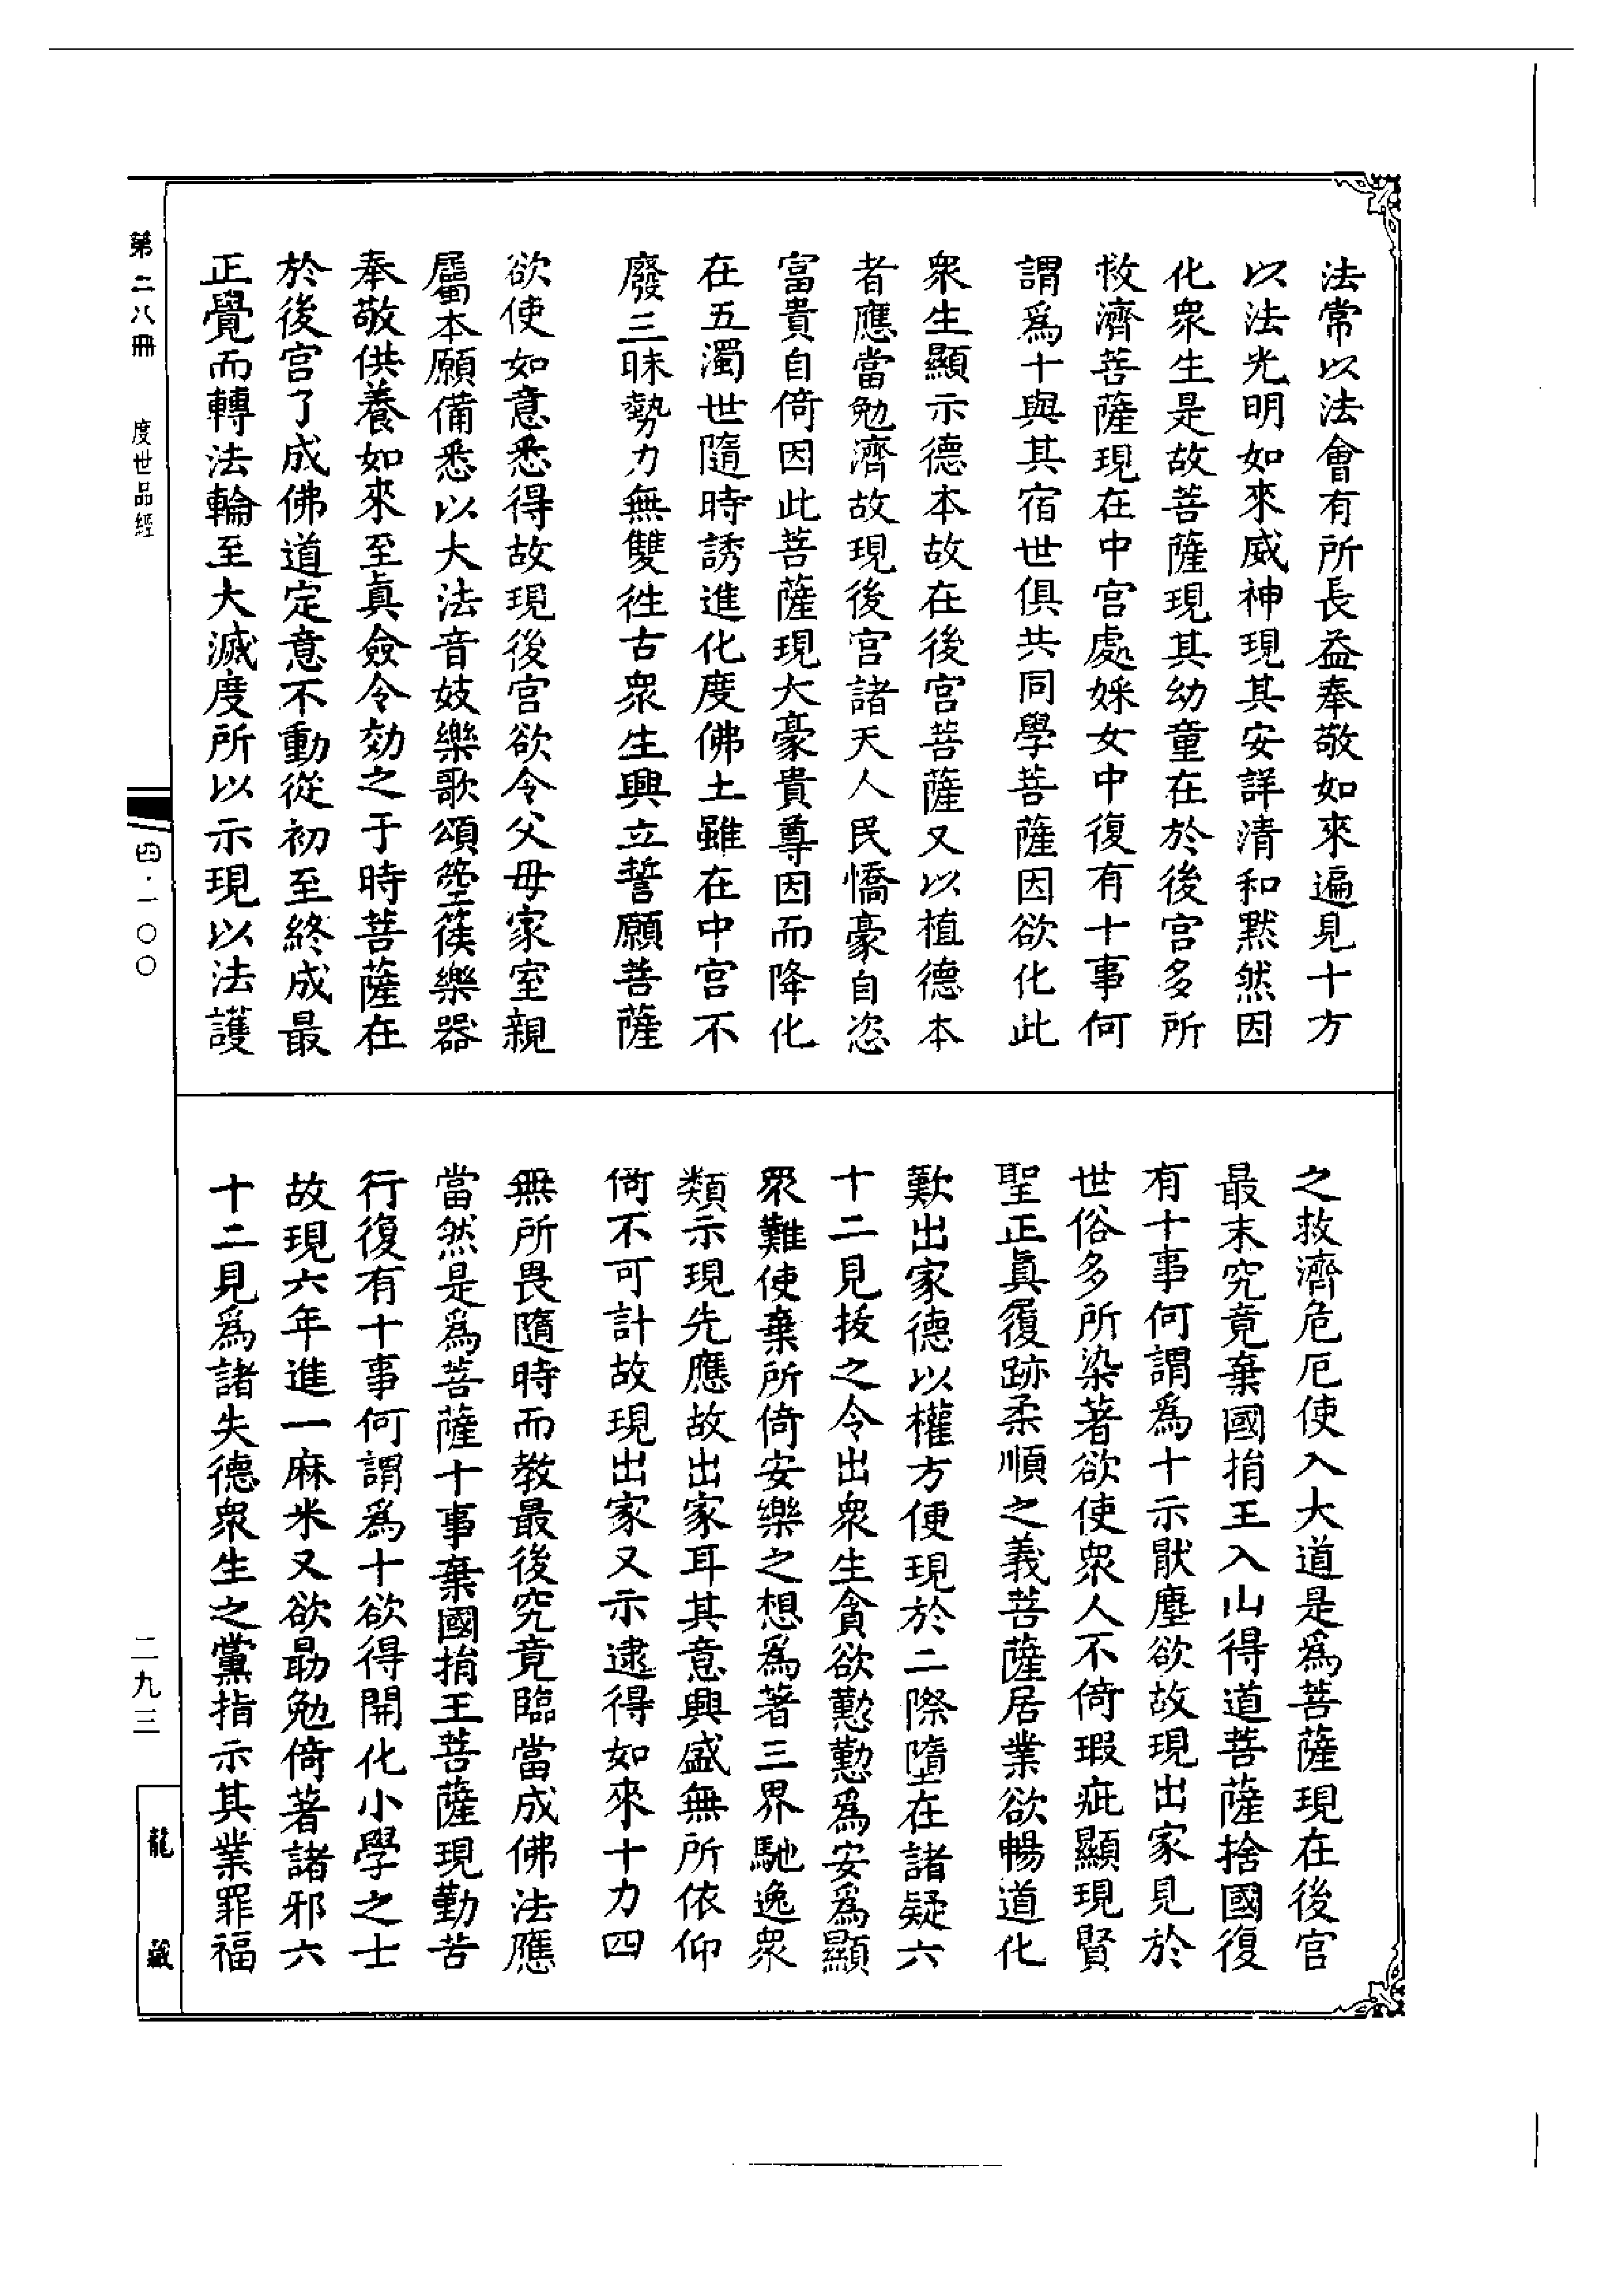 法常以法會有所長益奉敬如來遍見十方
以法光明如來威神現其安詳清和默然因
化衆生是故菩薩現其幼童在於後宮多所
救濟菩薩現在中宮處婇女中復有十事何
謂爲十與其宿世俱共同學菩薩因欲化此
衆生顯示德本故在後宮菩薩又以植德本
者應當勉濟故現後宮諸天人民憍豪自恣
富貴自倚因此菩薩現大豪貴尊因而降化
在五濁世隨時誘進化度佛土雖在中宮不
廢三昧勢力無雙徃古衆生興立誓願菩薩
欲使如意悉得故現後宮欲令父母家室親
屬本願備悉以大法音妓樂歌頌箜篌樂器
奉敬供養如來至眞僉令効之于時菩薩在
於後宮了成佛道定意不動從初至終成最
正覺而轉法輪至大滅度所以示現以法護
之救濟危厄使入大道是爲菩薩現在後宮
最末究竟棄國捐王入山得道菩薩捨國復
有十事何謂爲十示猒塵欲故現出家見於
世俗多所染著欲使衆人不倚瑕疵顯現賢
聖正眞履跡柔順之義菩薩居業欲暢道化
歎出家德以權方便現於二際墮在諸疑六
十二見拔之令出衆生貪欲懃懃爲安爲顯
衆難使棄所倚安樂之想爲著三界馳逸衆
類示現先應故出家耳其意興盛無所依仰
倚不可計故現出家又示逮得如來十力四
無所畏隨時而教最後究竟臨當成佛法應
當然是爲菩薩十事棄國捐王菩薩現勤苦
行復有十事何謂爲十欲得開化小學之士
故現六年進一麻米又欲勗勉倚著諸邪六
十二見爲諸失德衆生之黨指示其業罪福
第二八冊 度世品經
四·一〇〇
二九三
龍藏